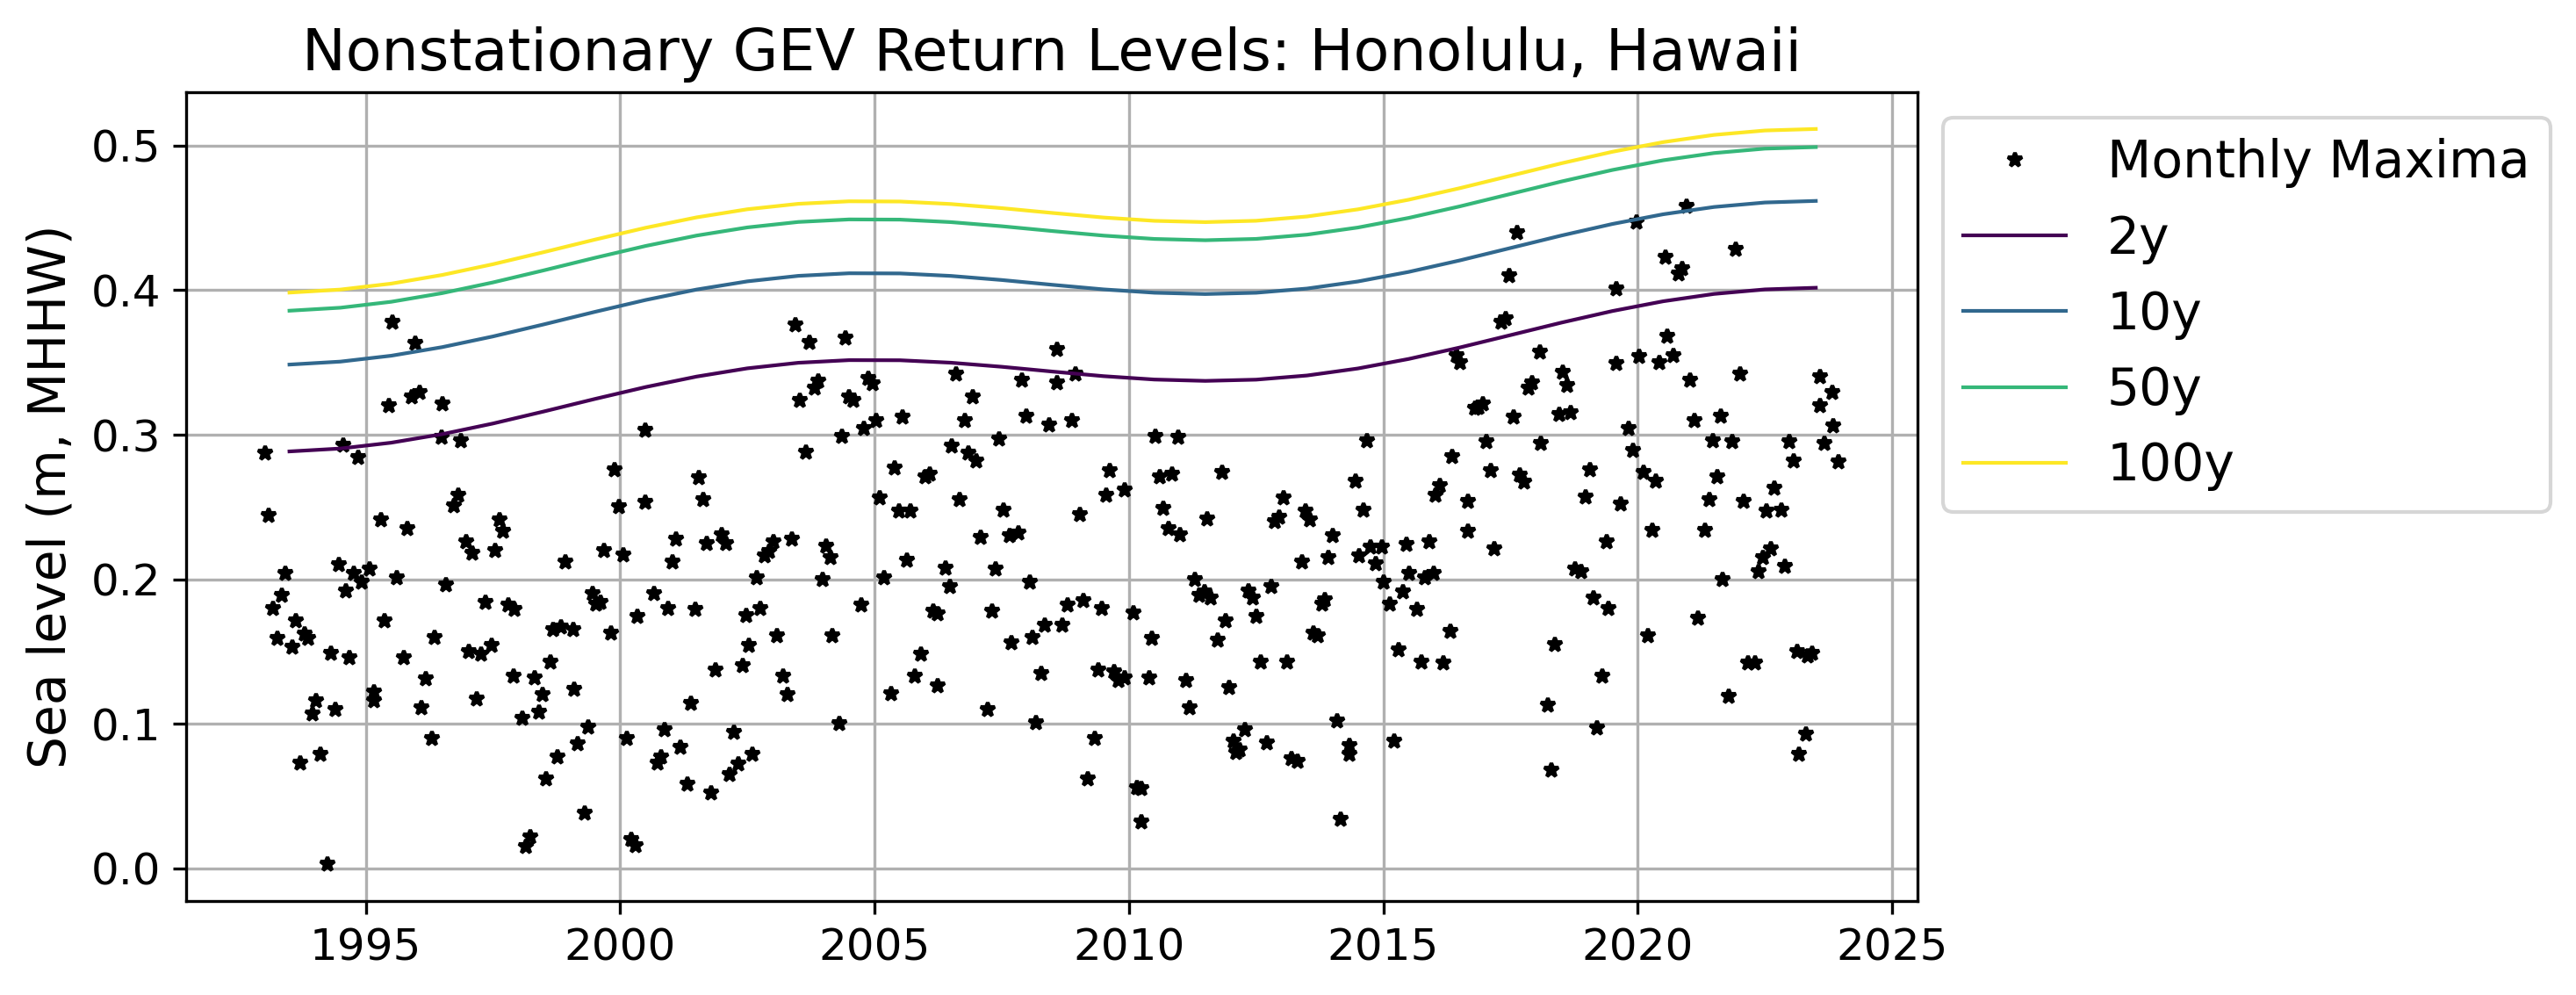 Nonstationary GEV Return Levels: Honolulu, Hawaii
Sea level (m, MHHW)
0.5
0.4
0.3
0.2
0.1
0.0
1995 2000 2005 2010 2015 2020 2025
Monthly Maxima
2y
10y
50y
100y